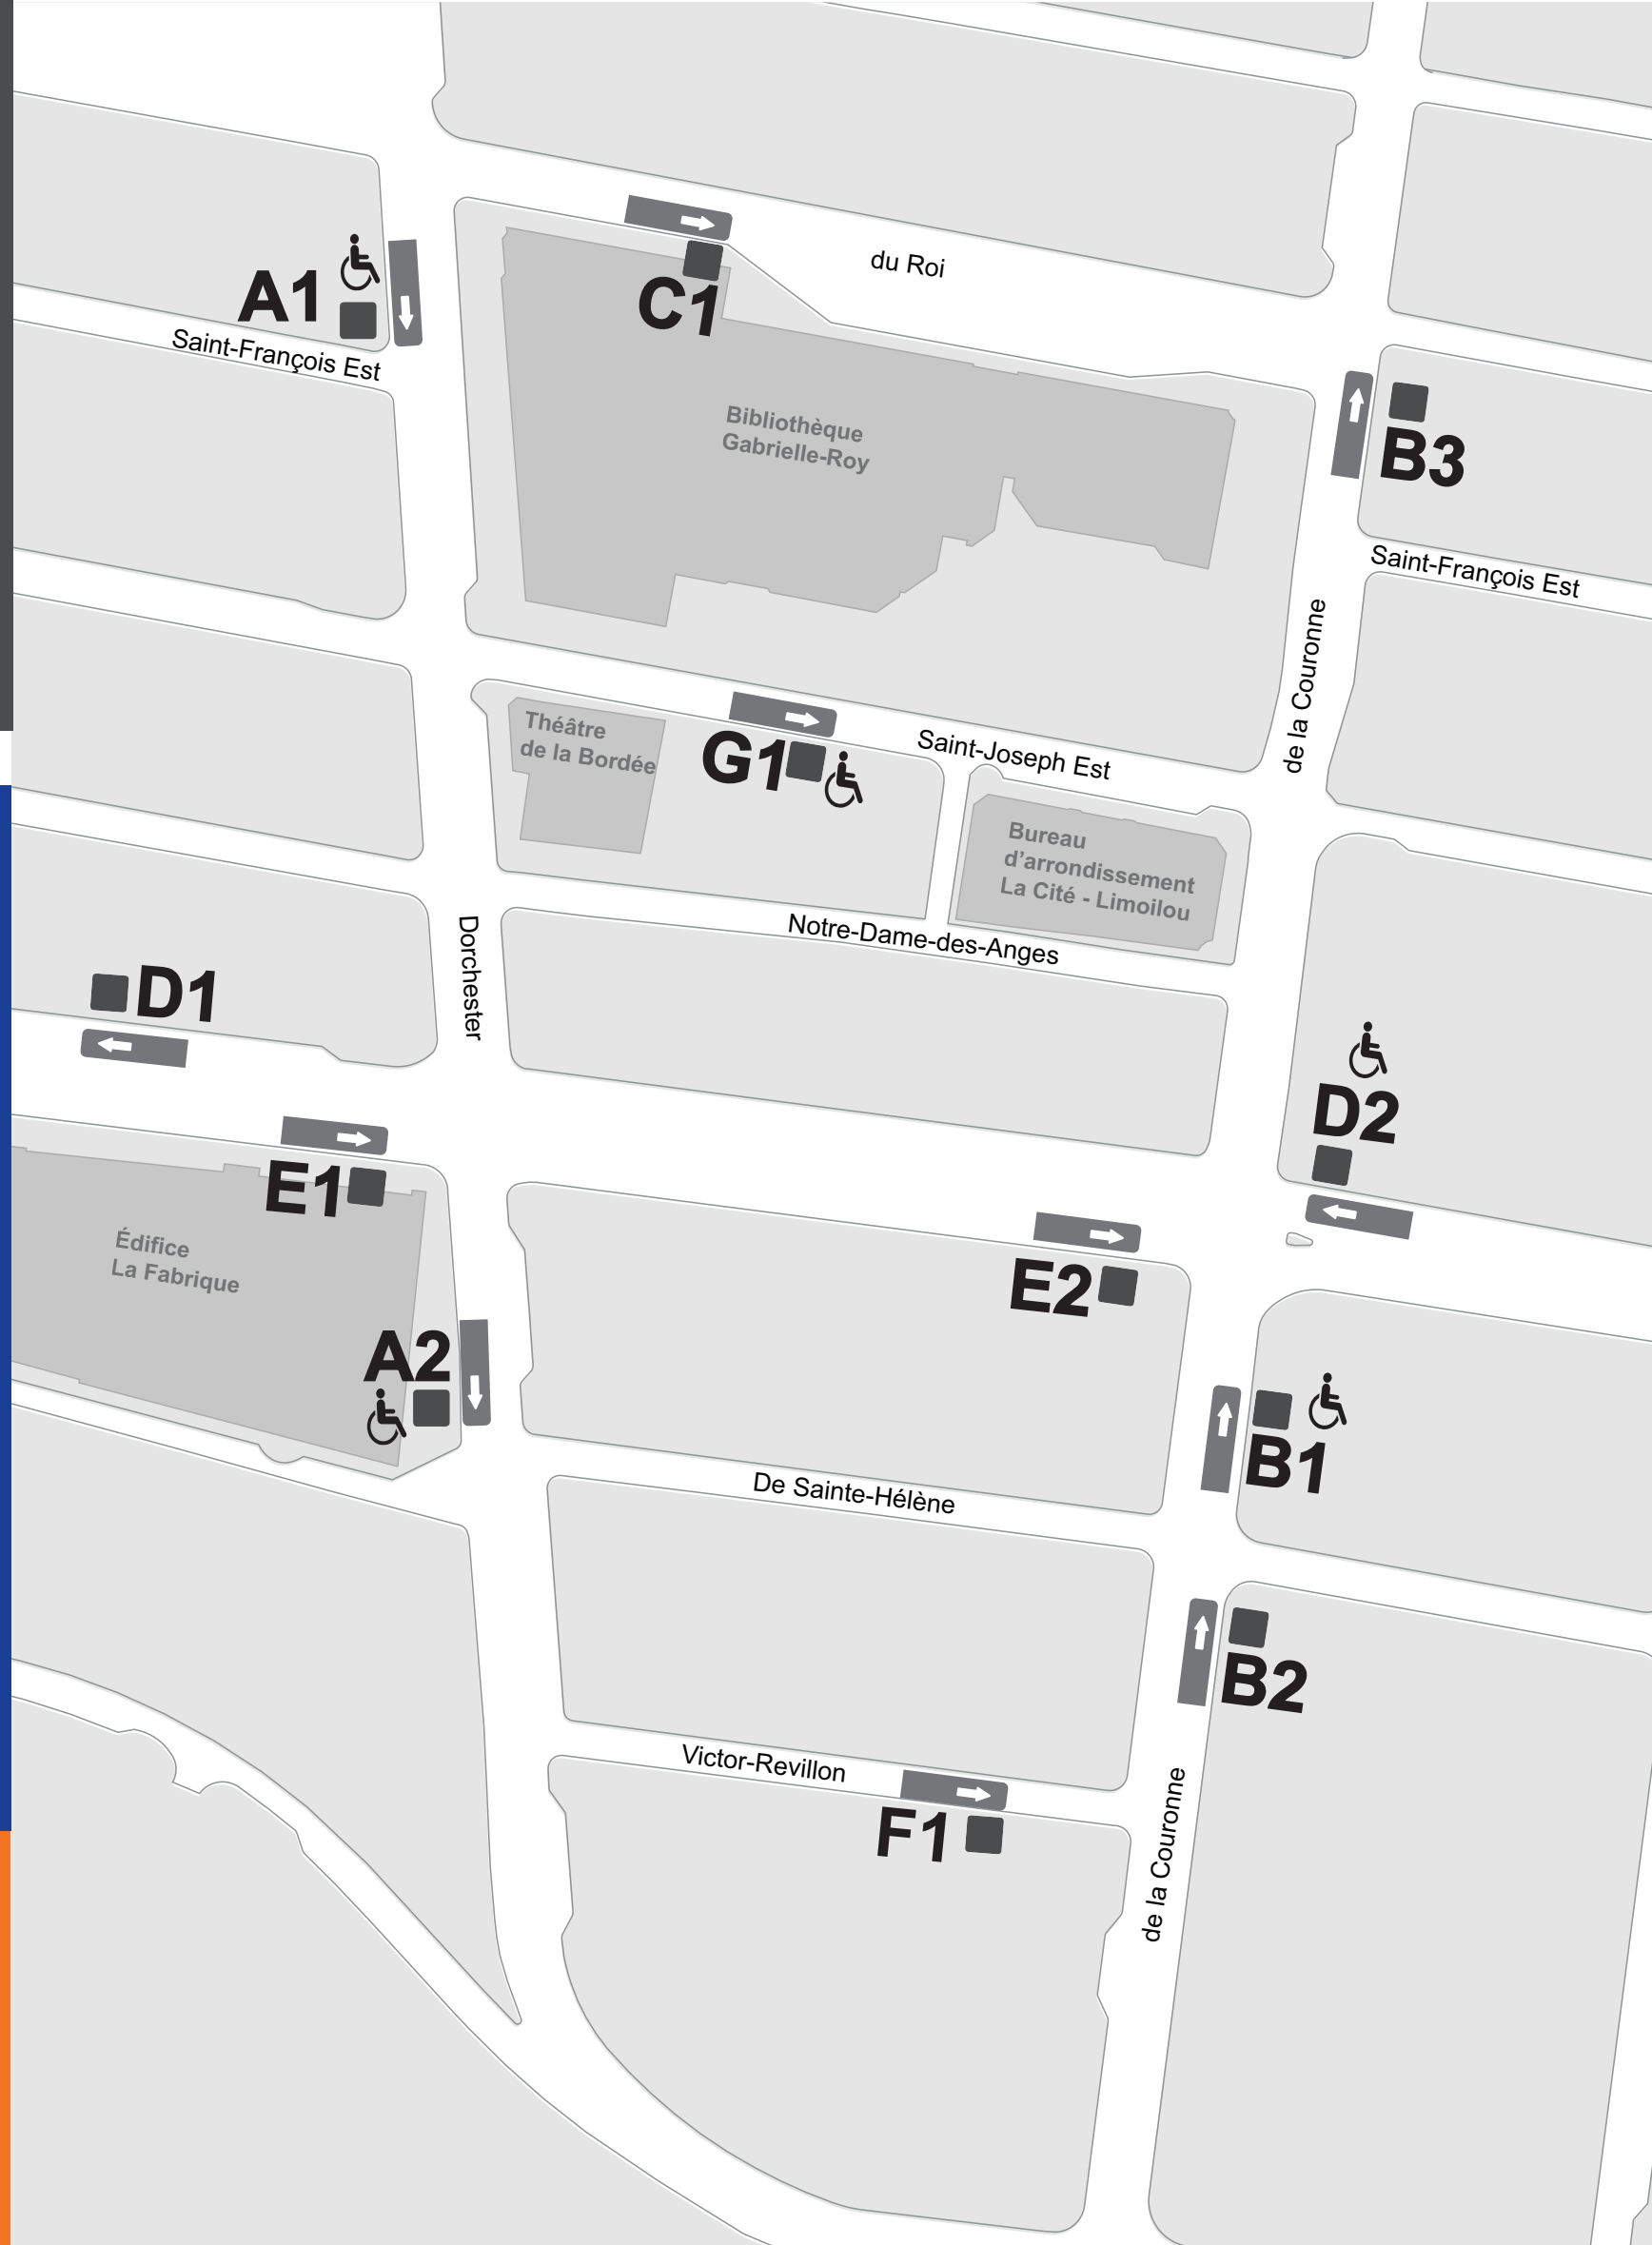 du Roi
A1
C1
Saint-François Est
Bibliothèque
Gabrielle-Roy
B3
Saint-François Est
de la Couronne
Théâtre
de la Bordée
G1
Saint-Joseph Est
Bureau
d'arrondissement
La Cité - Limoilou
Notre-Dame-des-Anges
Dorchester
D1
D2
E1
Édifice
La Fabrique
E2
A2
B1
De Sainte-Hélène
B2
Victor-Revillon
F1
de la Couronne